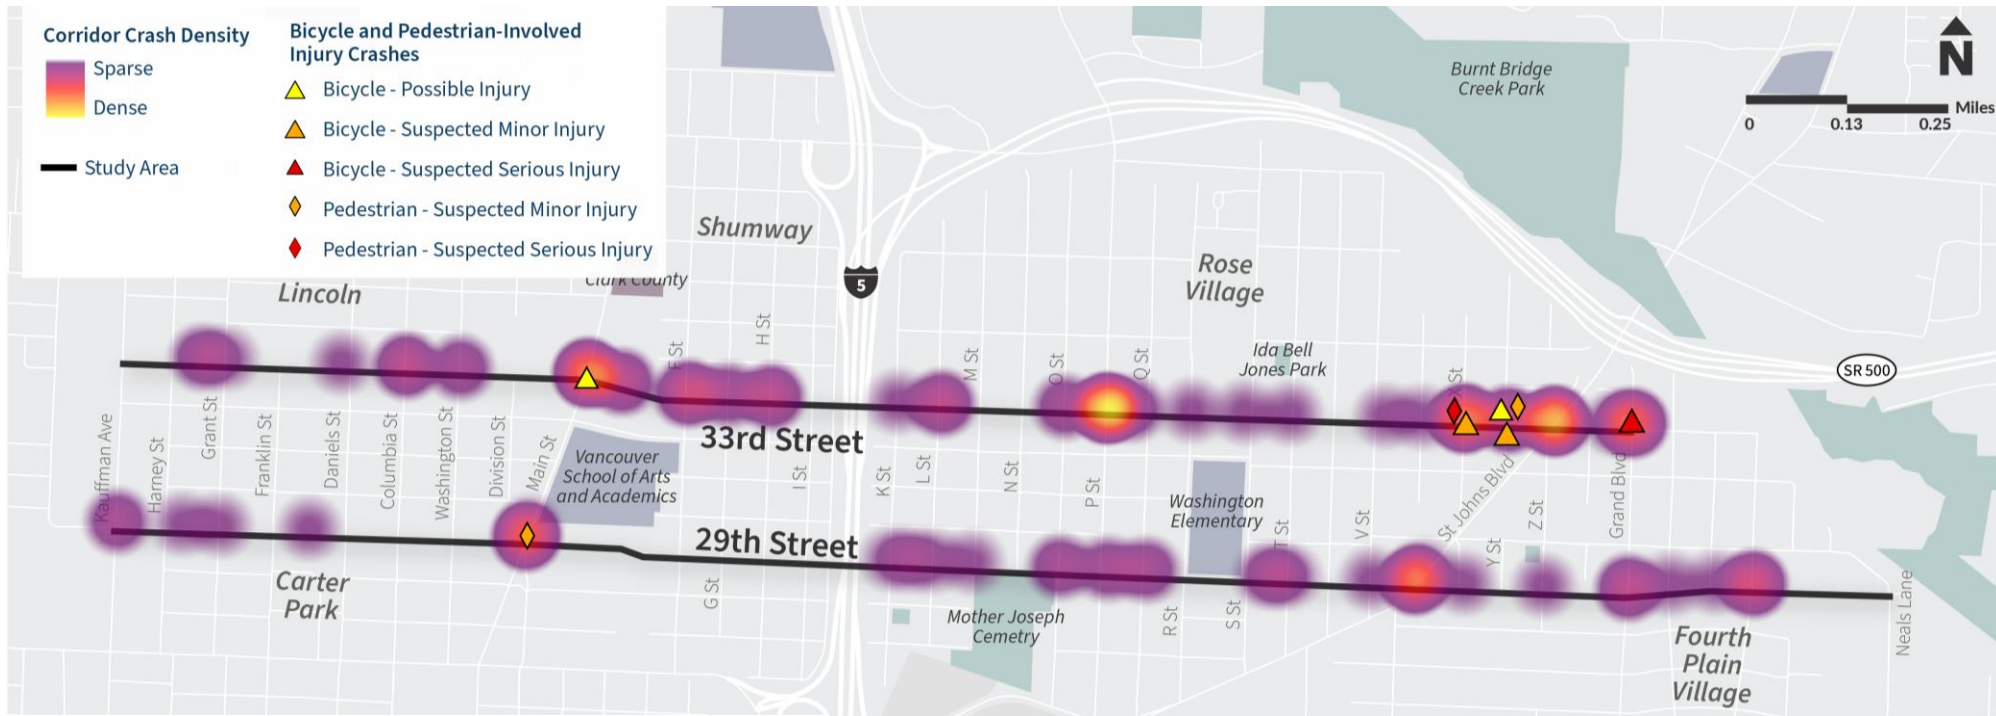 Corridor Crash Density
Sparse
Dense
Study Area
Bicycle and Pedestrian-Involved
Injury Crashes
Bicycle - Possible Injury
Bicycle - Suspected Minor Injury
Bicycle - Suspected Serious Injury
Pedestrian - Suspected Minor Injury
Pedestrian - Suspected Serious Injury
N
Miles
0
0.13
0.25
Burnt Bridge
Creek Park
Shumway
Clark County
Lincoln
5
Rose
Village
Ida Bell
Jones Park
SR 500
F St
H St
M St
O St
Q St
33rd Street
Kauffman Ave
Harney St
Grant St
Franklin St
Daniels St
Columbia St
Washington St
Division St
Main St
Vancouver
School of Arts
and Academics
I St
K St
L St
N St
P St
Washington
Elementary
T St
V St
St Johns Blvd
Y St
Z St
Grand Blvd
29th Street
Carter
Park
G St
Mother Joseph
Cemetry
R St
S St
Fourth
Plain
Village
Neals Lane